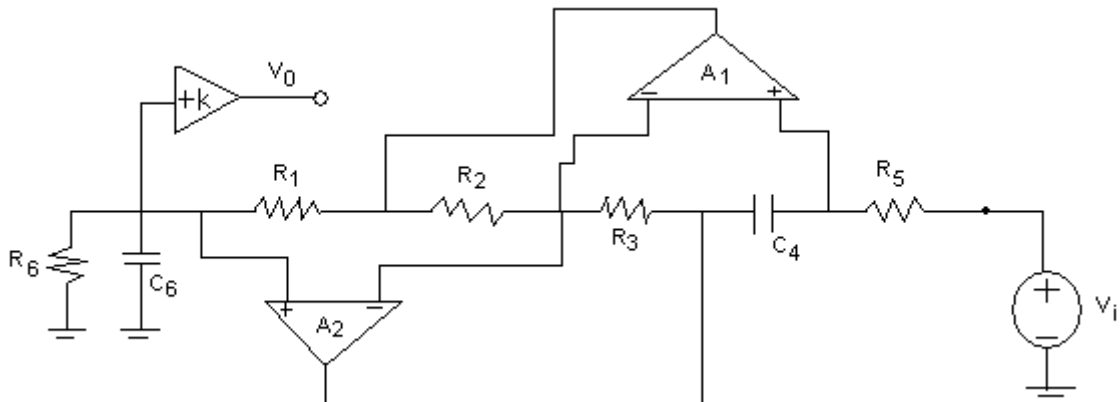 A₁
− +
V₀
+k
R₁
R₂
R₃
C₄
R₅
R₆
C₆
+ −
A₂
+
−
Vᵢ